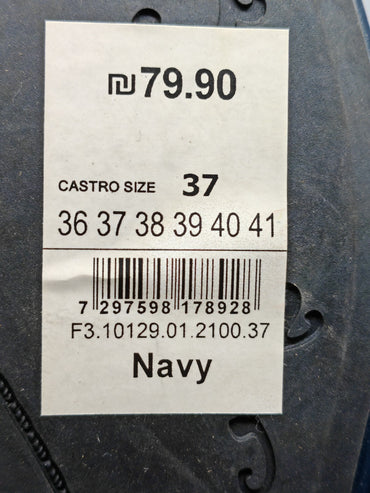 ₪79.90
CASTRO SIZE 37
36 37 38 39 40 41
7 297598 178928
F3.10129.01.2100.37
Navy